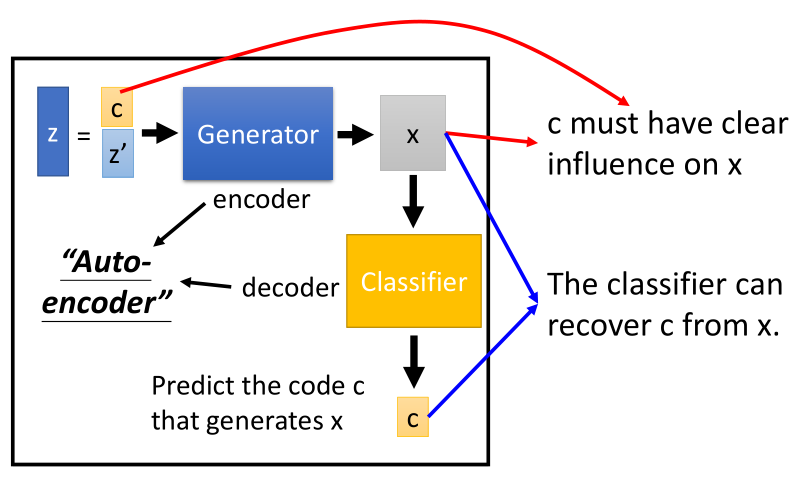 z
=
c
z’
Generator
x
c must have clear
influence on x
encoder
“Auto-
encoder”
decoder
Classifier
The classifier can
recover c from x.
Predict the code c
that generates x
c